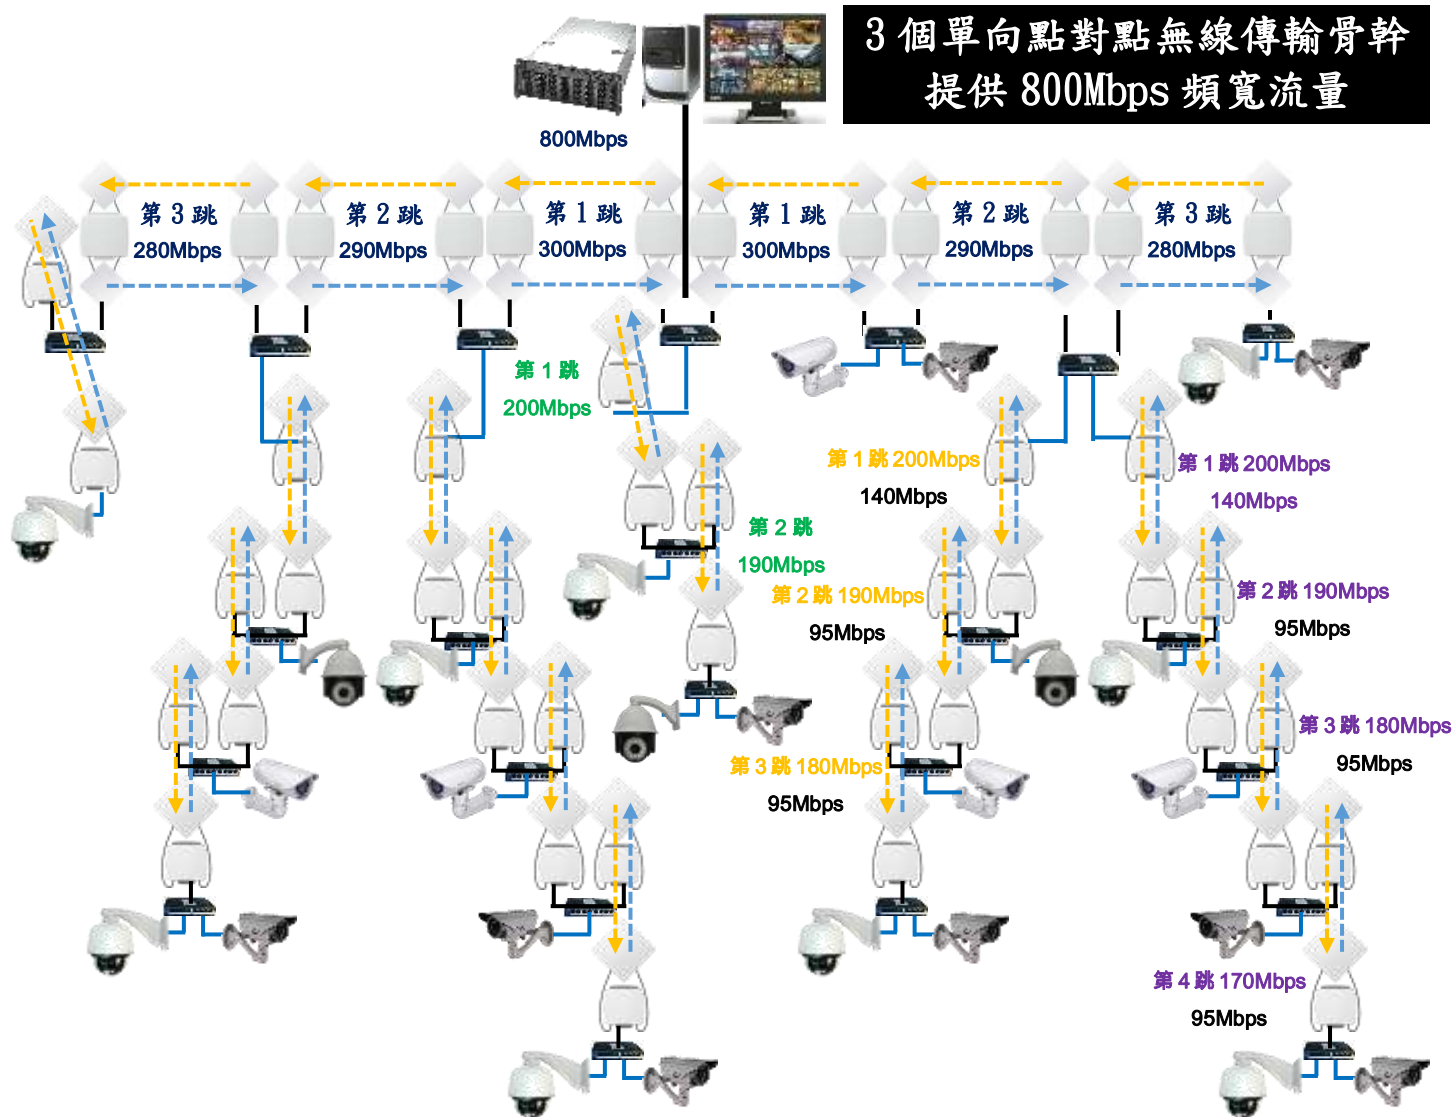 3 個單向點對點無線傳輸骨幹
提供 800Mbps 頻寬流量
800Mbps
第 3 跳
280Mbps
第 2 跳
290Mbps
第 1 跳
300Mbps
第 1 跳
300Mbps
第 2 跳
290Mbps
第 3 跳
280Mbps
第 1 跳
200Mbps
第 1 跳 200Mbps
140Mbps
第 1 跳 200Mbps
140Mbps
第 2 跳
190Mbps
第 2 跳 190Mbps
95Mbps
第 2 跳 190Mbps
95Mbps
第 3 跳 180Mbps
95Mbps
第 3 跳 180Mbps
95Mbps
第 4 跳 170Mbps
95Mbps